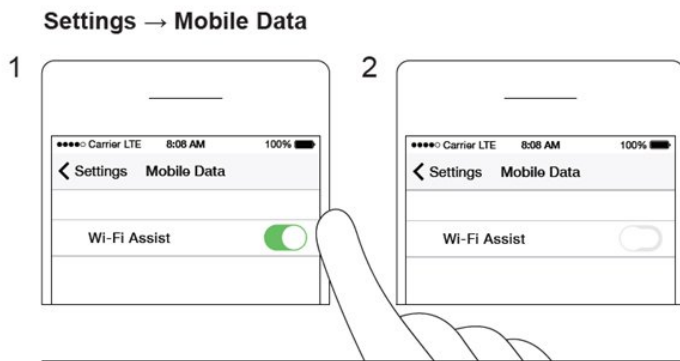 Settings → Mobile Data
1
●●●●○ Carrier LTE 8:08 AM 100%
Settings Mobile Data
Wi-Fi Assist
2
●●●●○ Carrier LTE 8:08 AM 100%
Settings Mobile Data
Wi-Fi Assist